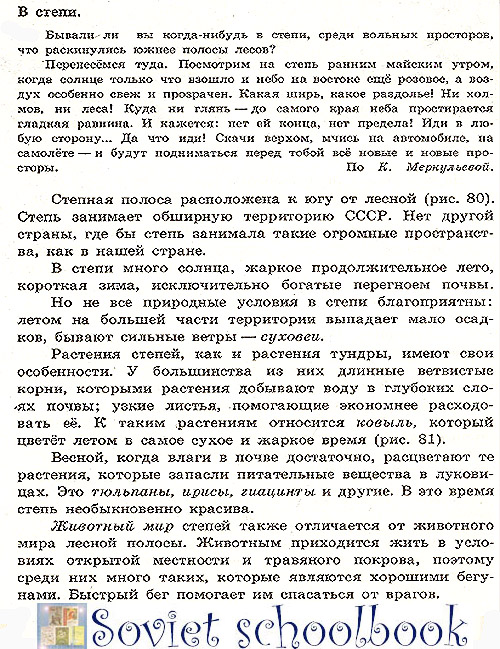 В степи.
Бывали ли вы когда-нибудь в степи, среди вольных просторов,
что раскинулись южнее полосы лесов?
Перенесёмся туда. Посмотрим на степь ранним майским утром,
когда солнце только что взошло и небо на востоке ещё розовое, а воз-
дух особенно свеж и прозрачен. Какая ширь, какое раздолье! Ни хол-
мов, ни леса! Куда ни глянь — до самого края неба простирается
гладкая равнина. И кажется: нет ей конца, нет предела! Иди в лю-
бую сторону... Да что иди! Скачи верхом, мчись на автомобиле, на
самолёте — и будут подниматься перед тобой всё новые и новые про-
сторы. По К. Меркульевой.
Степная полоса расположена к югу от лесной (рис. 80).
Степь занимает обширную территорию СССР. Нет другой
страны, где бы степь занимала такие огромные пространст-
ва, как в нашей стране.
В степи много солнца, жаркое продолжительное лето,
короткая зима, исключительно богатые перегноем почвы.
Но не все природные условия в степи благоприятны:
летом на большей части территории выпадает мало осад-
ков, бывают сильные ветры — суховеи.
Растения степей, как и растения тундры, имеют свои
особенности. У большинства из них длинные ветвистые
корни, которыми растения добывают воду в глубоких сло-
ях почвы; узкие листья, помогающие экономнее расходо-
вать её. К таким растениям относится ковыль, который
цветёт летом в самое сухое и жаркое время (рис. 81).
Весной, когда влаги в почве достаточно, расцветают те
растения, которые запасли питательные вещества в лукови-
цах. Это тюльпаны, ирисы, гиацинты и другие. В это время
степь необыкновенно красива.
Животный мир степей также отличается от животного
мира лесной полосы. Животным приходится жить в усло-
виях открытой местности и травяного покрова, поэтому
среди них много таких, которые являются хорошими бегу-
нами. Быстрый бег помогает им спасаться от врагов.
Soviet schoolbook